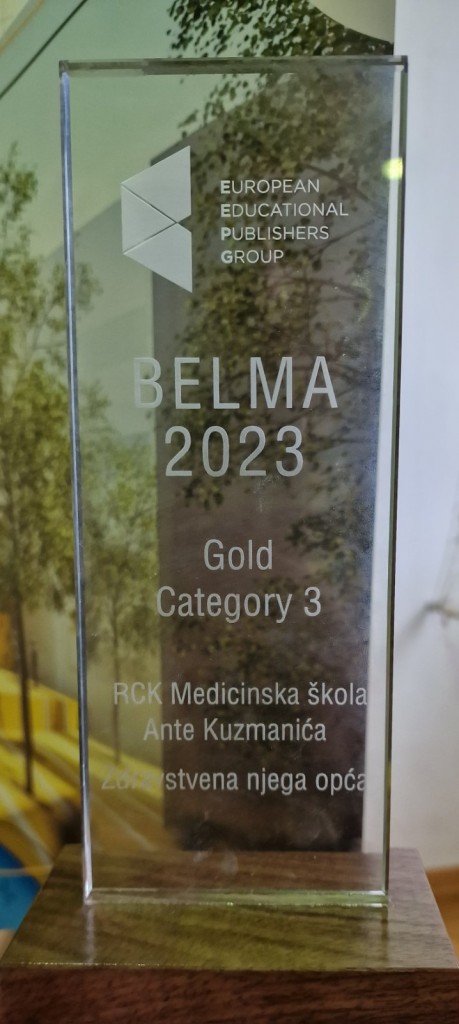 EUROPEAN
EDUCATIONAL
PUBLISHERS
GROUP
BELMA
2023
Gold
Category 3
RCK Medicinska škola
Ante Kuzmanića
Zdravstvena njega opća